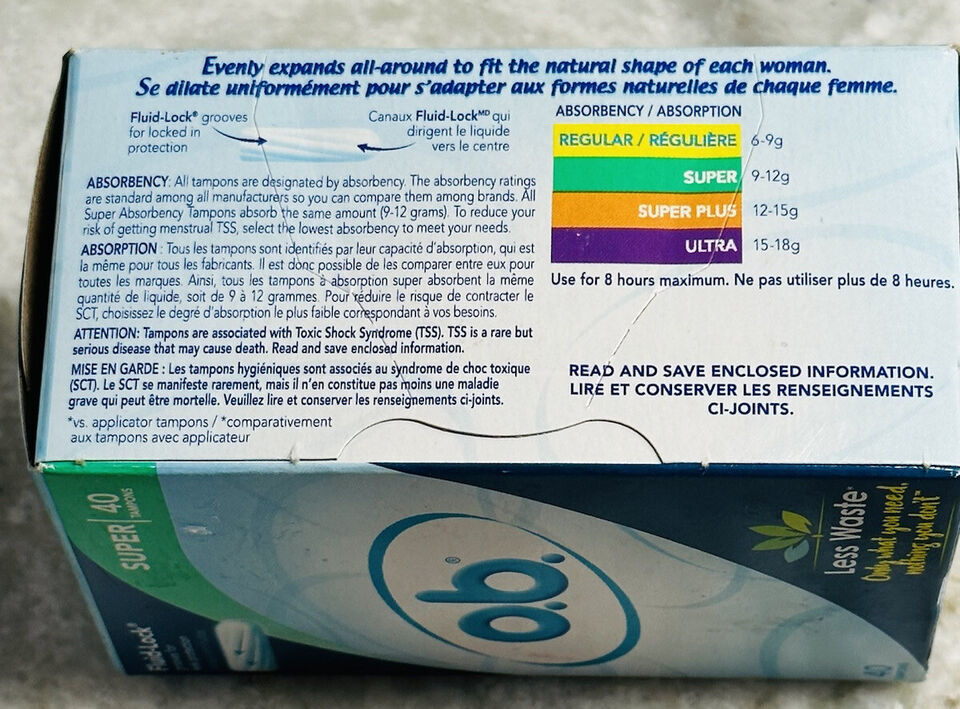 Evenly expands all-around to fit the natural shape of each woman.
Se dilate uniformément pour s'adapter aux formes naturelles de chaque femme.
Fluid-Lock® grooves
for locked in
protection
Canaux Fluid-Lock MD qui
dirigent le liquide
vers le centre
ABSORBENCY: All tampons are designated by absorbency. The absorbency ratings
are standard among all manufacturers so you can compare them among brands. All
Super Absorbency Tampons absorb the same amount (9-12 grams). To reduce your
risk of getting menstrual TSS, select the lowest absorbency to meet your needs.
ABSORPTION : Tous les tampons sont identifiés par leur capacité d'absorption, qui est
la même pour tous les fabricants. Il est donc possible de les comparer entre eux pour
toutes les marques. Ainsi, tous les tampons à absorption super absorbent la même
quantité de liquide, soit de 9 à 12 grammes. Pour réduire le risque de contracter le
SCT, choisissez le degré d'absorption le plus faible correspondant à vos besoins.
ATTENTION: Tampons are associated with Toxic Shock Syndrome (TSS). TSS is a rare but
serious disease that may cause death. Read and save enclosed information.
MISE EN GARDE : Les tampons hygiéniques sont associés au syndrome de choc toxique
(SCT). Le SCT se manifeste rarement, mais il n'en constitue pas moins une maladie
grave qui peut être mortelle. Veuillez lire et conserver les renseignements ci-joints.
*vs. applicator tampons / *comparativement
aux tampons avec applicateur
ABSORBENCY / ABSORPTION
REGULAR / RÉGULIÈRE 6-9g
SUPER 9-12g
SUPER PLUS 12-15g
ULTRA 15-18g
Use for 8 hours maximum. Ne pas utiliser plus de 8 heures.
READ AND SAVE ENCLOSED INFORMATION.
LIRE ET CONSERVER LES RENSEIGNEMENTS
CI-JOINTS.
SUPER | 40
TAMPONS
Fluid-Lock®
o.b.®
Less Waste*
Only what you need,
nothing you don't™
40